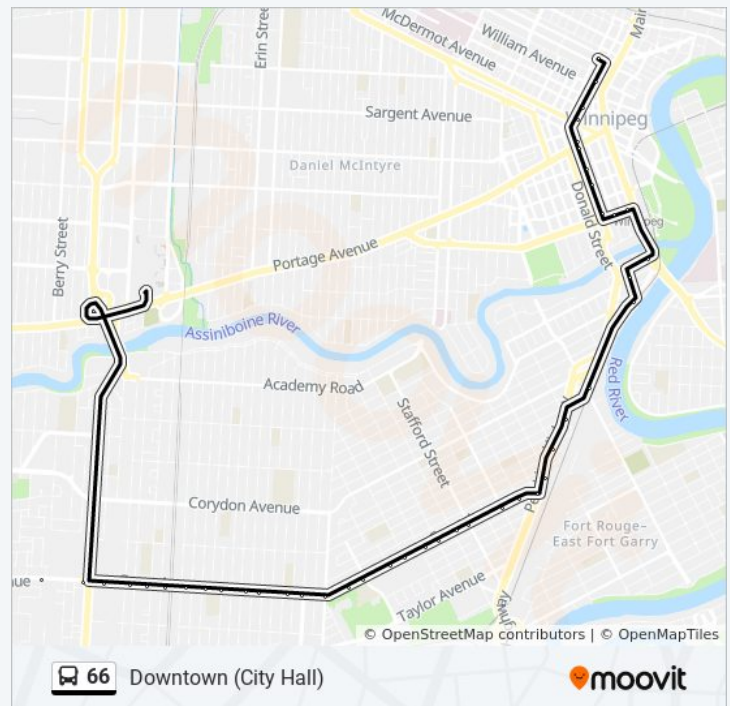 Main
McDermot Avenue
William Avenue
Erin Street
Sargent Avenue
Winnipeg
Daniel McIntyre
Donald Street
Berry Street
Portage Avenue
Assiniboine River
Academy Road
Red River
Stafford Street
Corydon Avenue
Fort Rouge–
East Fort Garry
Taylor Avenue
© OpenStreetMap contributors | © OpenMapTiles
66 Downtown (City Hall)
moovit